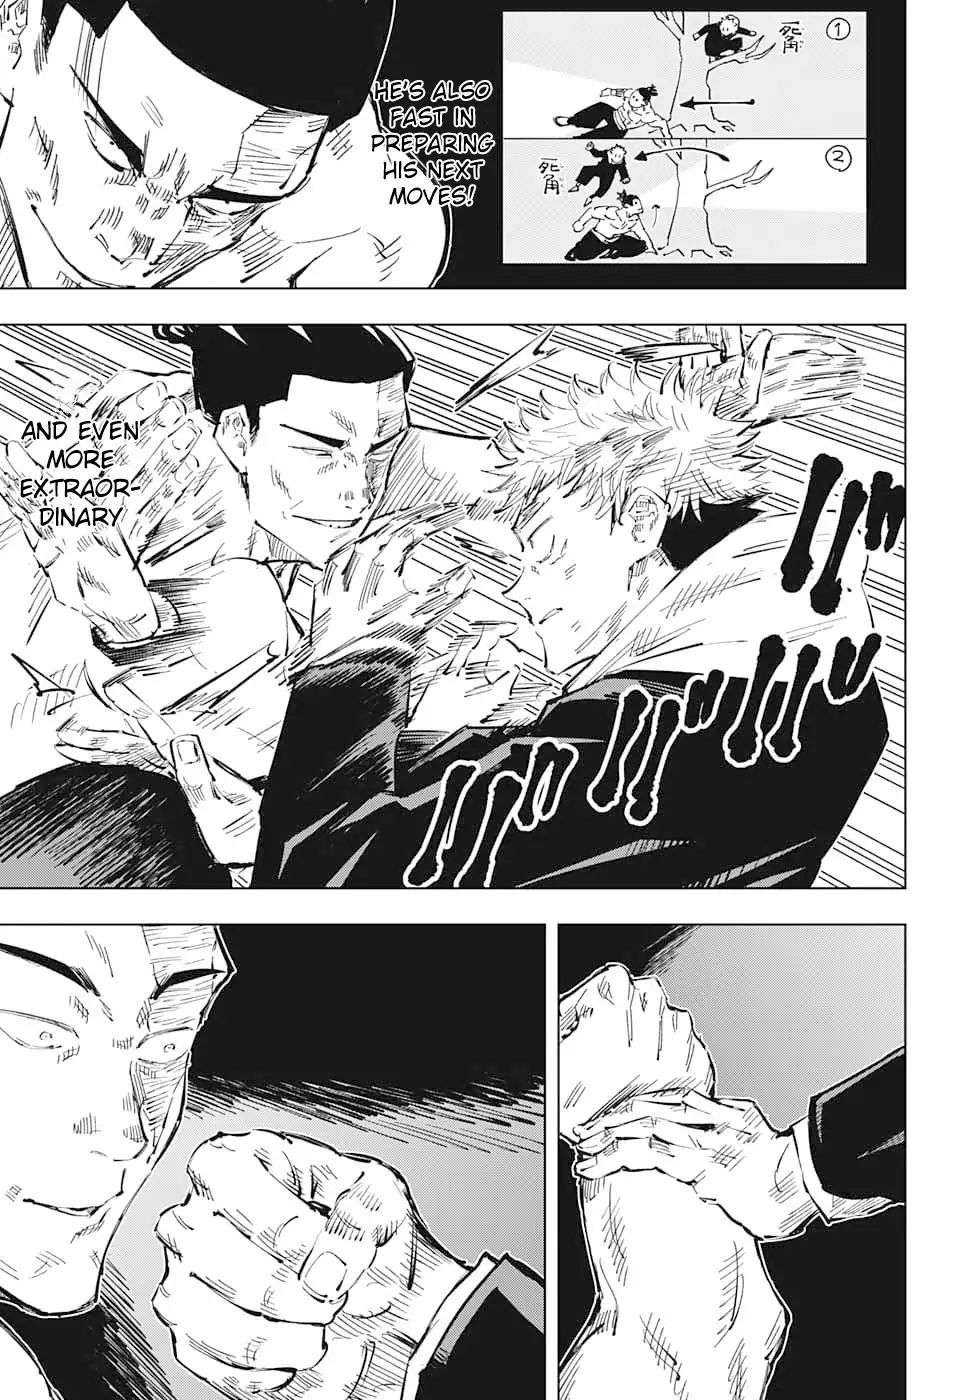 ①
死角
②
死角
HE'S ALSO
FAST IN
PREPARING
HIS NEXT
MOVES!
AND EVEN
MORE
EXTRAOR-
DINARY